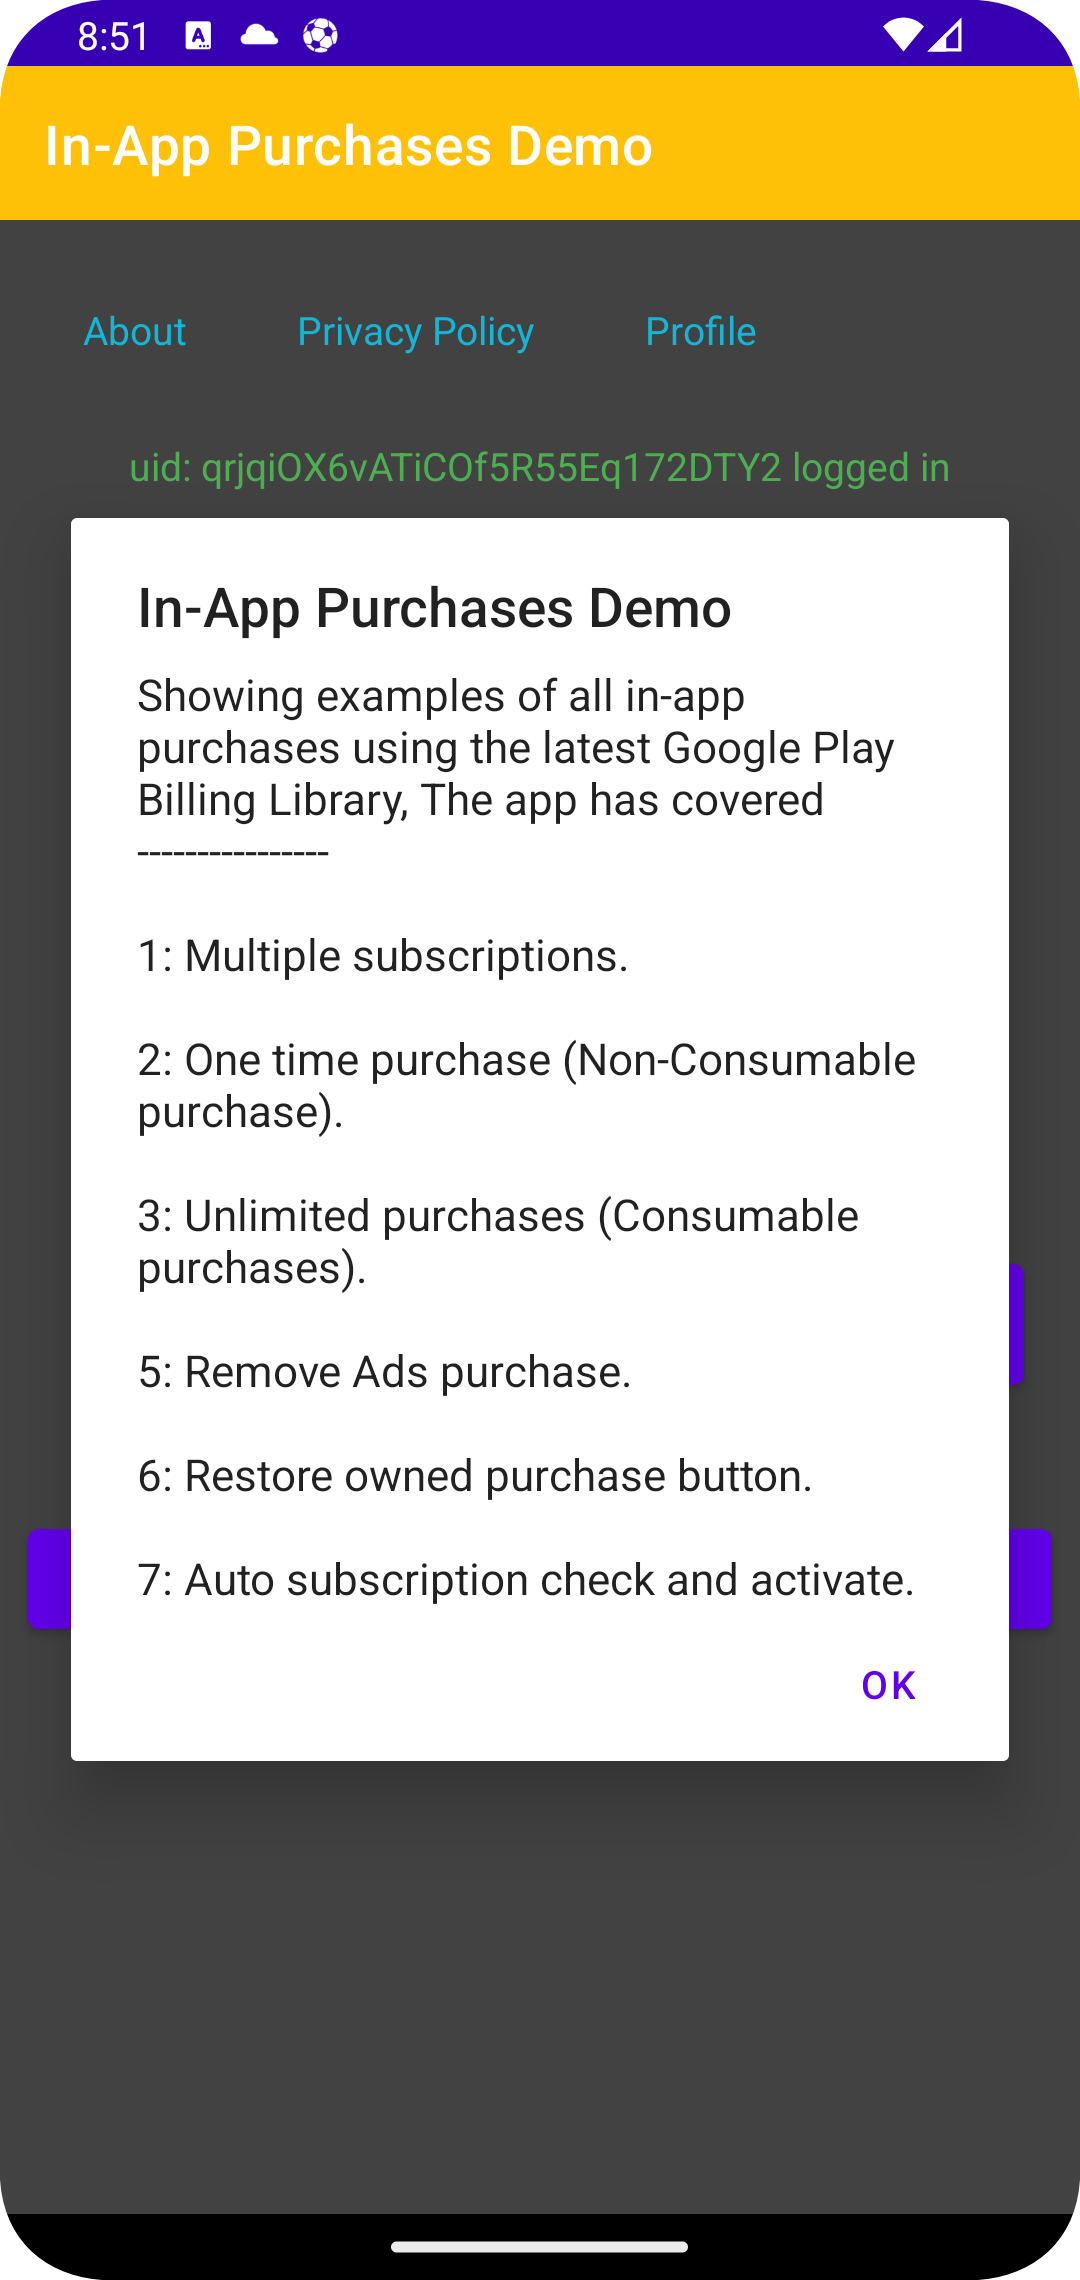 8:51
In-App Purchases Demo
About Privacy Policy Profile
uid: qrjqiOX6vATiCOf5R55Eq172DTY2 logged in
In-App Purchases Demo
Showing examples of all in-app
purchases using the latest Google Play
Billing Library, The app has covered
----------------
1: Multiple subscriptions.
2: One time purchase (Non-Consumable
purchase).
3: Unlimited purchases (Consumable
purchases).
5: Remove Ads purchase.
6: Restore owned purchase button.
7: Auto subscription check and activate.
OK